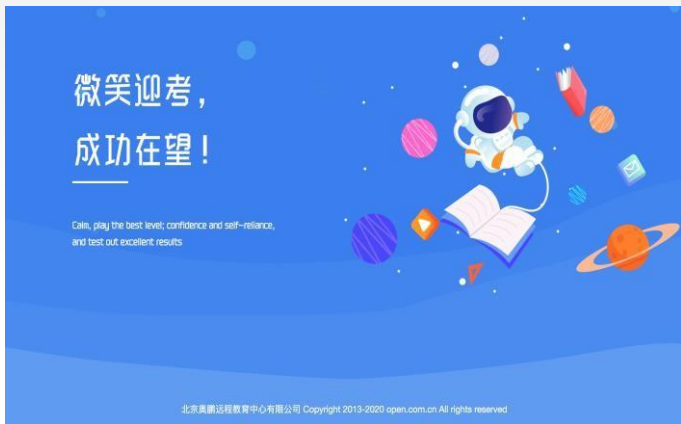 微笑迎考，
成功在望！
Calm, play the best level; confidence and self-reliance,
and test out excellent results
北京奥鹏远程教育中心有限公司 Copyright 2013-2020 open.com.cn All rights reserved